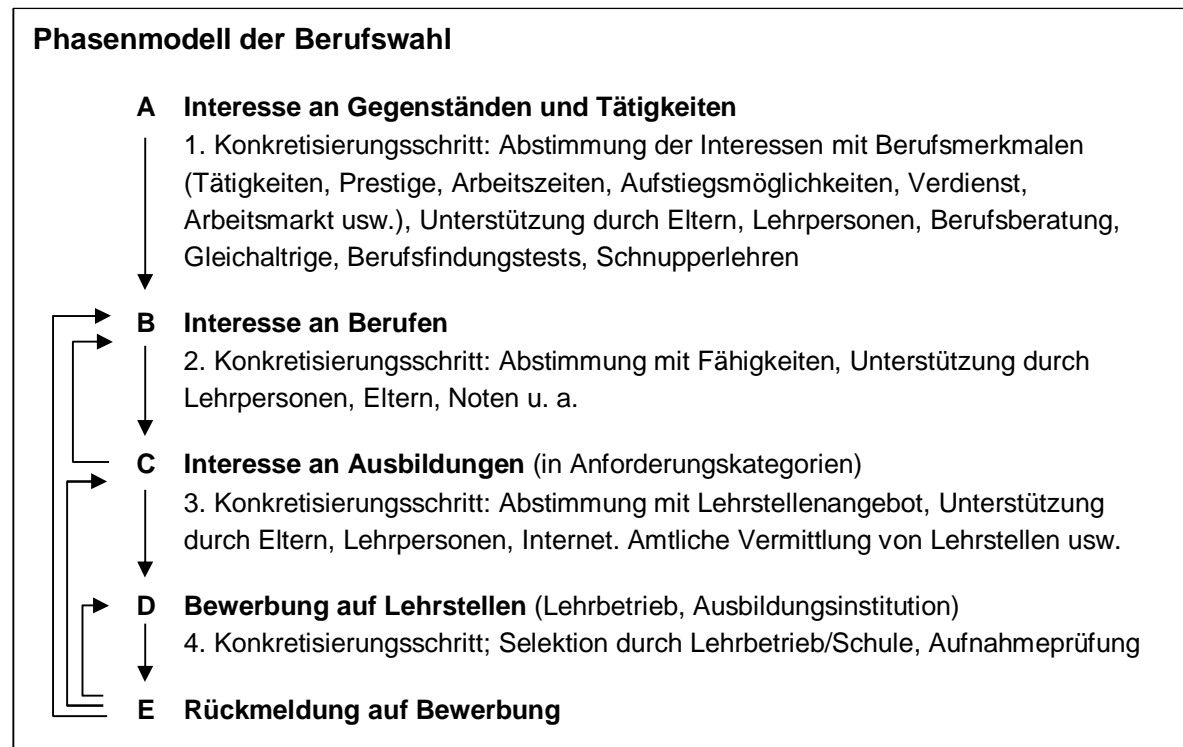 Phasenmodell der Berufswahl
A Interesse an Gegenständen und Tätigkeiten
1. Konkretisierungsschritt: Abstimmung der Interessen mit Berufsmerkmalen
(Tätigkeiten, Prestige, Arbeitszeiten, Aufstiegsmöglichkeiten, Verdienst,
Arbeitsmarkt usw.), Unterstützung durch Eltern, Lehrpersonen, Berufsberatung,
Gleichaltrige, Berufsfindungstests, Schnupperlehren
B Interesse an Berufen
2. Konkretisierungsschritt: Abstimmung mit Fähigkeiten, Unterstützung durch
Lehrpersonen, Eltern, Noten u. a.
C Interesse an Ausbildungen (in Anforderungskategorien)
3. Konkretisierungsschritt: Abstimmung mit Lehrstellenangebot, Unterstützung
durch Eltern, Lehrpersonen, Internet. Amtliche Vermittlung von Lehrstellen usw.
D Bewerbung auf Lehrstellen (Lehrbetrieb, Ausbildungsinstitution)
4. Konkretisierungsschritt; Selektion durch Lehrbetrieb/Schule, Aufnahmeprüfung
E Rückmeldung auf Bewerbung